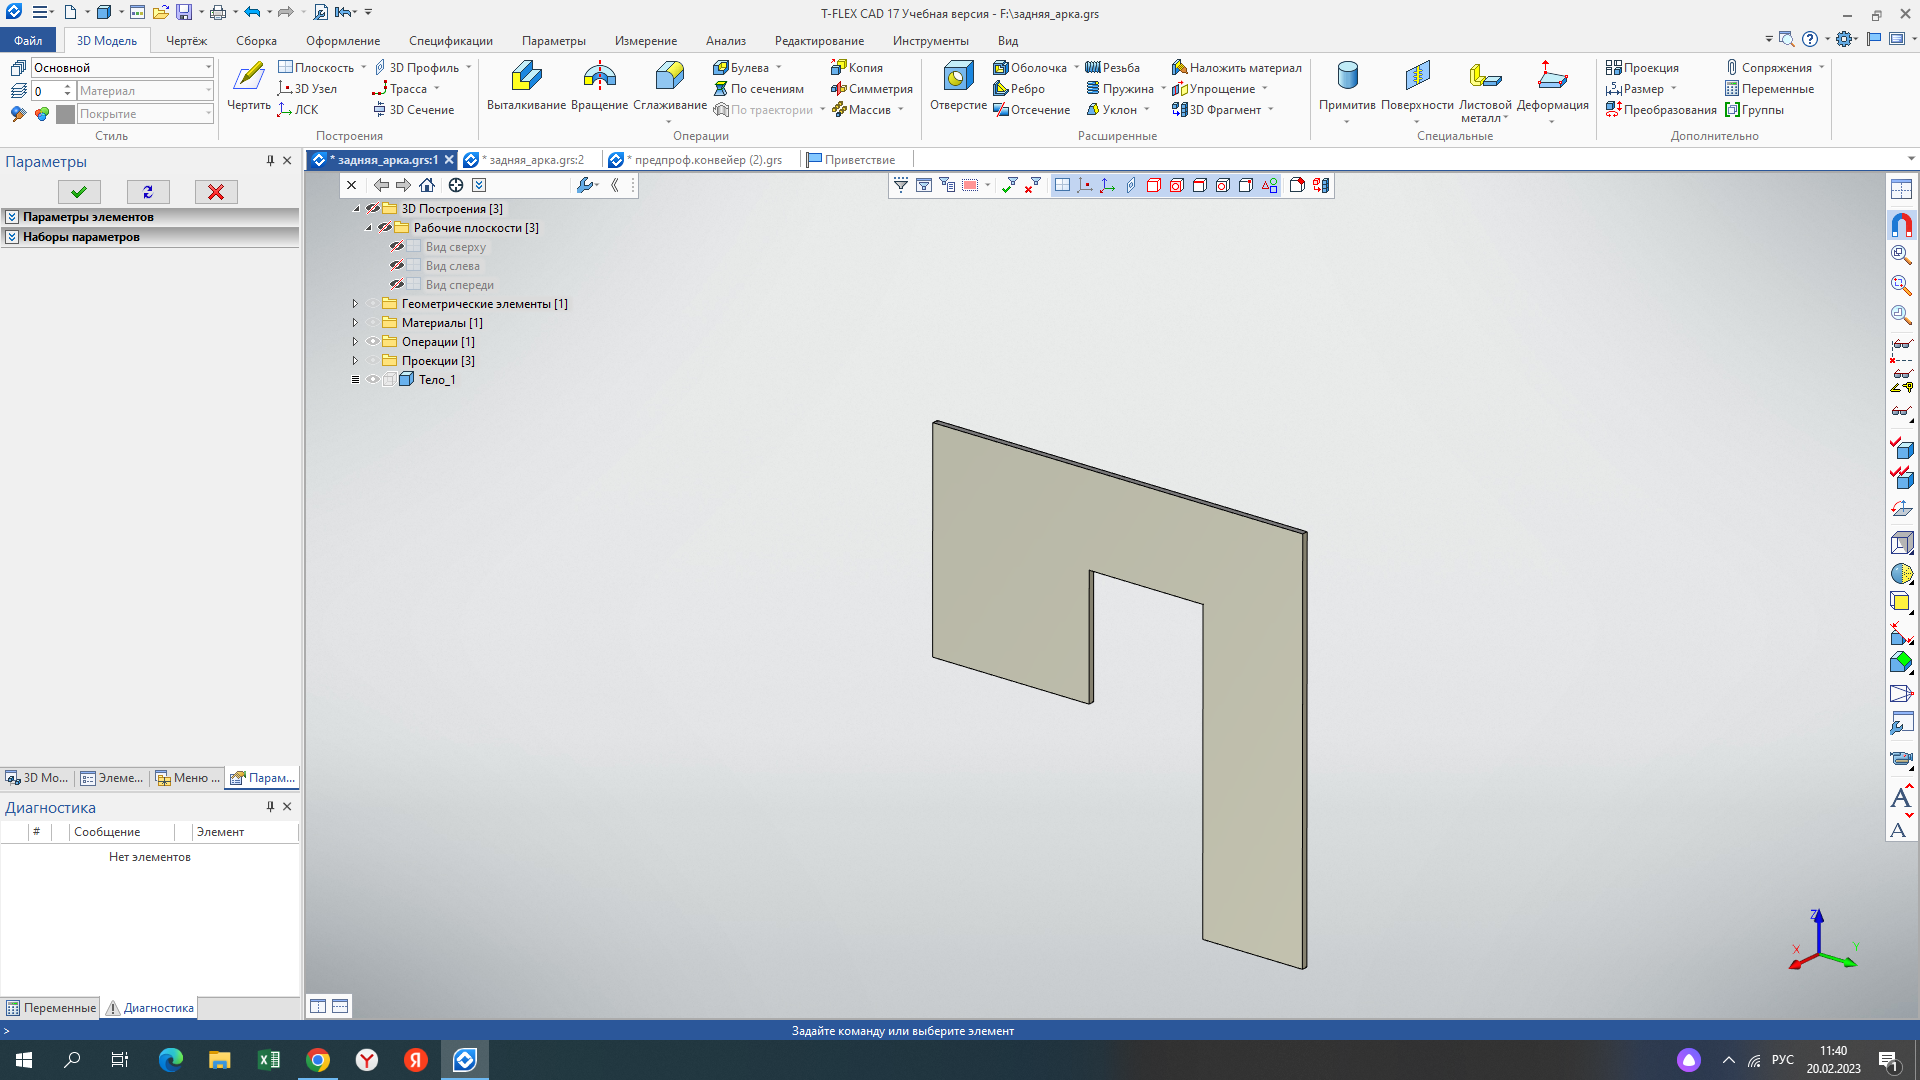 T-FLEX CAD 17 Учебная версия - F:\задняя_арка.grs
Файл 3D Модель Чертёж Сборка Оформление Спецификации Параметры Измерение Анализ Редактирование Инструменты Вид
Основной
0 Материал
Покрытие
Стиль
Чертить
Плоскость
3D Узел
ЛСК
3D Профиль
Трасса
3D Сечение
Построения
Выталкивание Вращение Сглаживание
Булева
По сечениям
По траектории
Копия
Симметрия
Массив
Операции
Отверстие
Оболочка
Ребро
Отсечение
Резьба
Пружина
Уклон
Наложить материал
Упрощение
3D Фрагмент
Расширенные
Примитив Поверхности Листовой металл Деформация
Специальные
Проекция
Размер
Преобразования
Сопряжения
Переменные
Группы
Дополнительно
Параметры
Параметры элементов
Наборы параметров
* задняя_арка.grs:1
* задняя_арка.grs:2
* предпроф.конвейер (2).grs
Приветствие
3D Построения [3]
Рабочие плоскости [3]
Вид сверху
Вид слева
Вид спереди
Геометрические элементы [1]
Материалы [1]
Операции [1]
Проекции [3]
Тело_1
3D Мо... Элеме... Меню ... Парам...
Диагностика
# Сообщение Элемент
Нет элементов
Переменные Диагностика
Z
X
Y
A
A
> Задайте команду или выберите элемент
РУС
11:40
20.02.2023
1